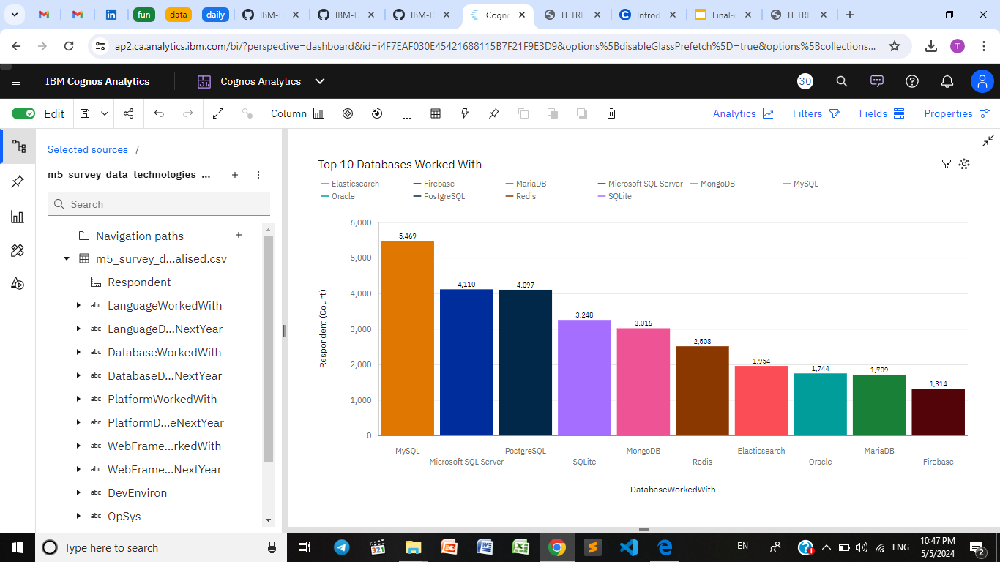 fun
data
daily
IBM-D
IBM-D
IBM-D
Cogno
IT TRE
Intro
Final-
IT TRE
ap2.ca.analytics.ibm.com/bi/?perspective=dashboard&id=i4F7EAF030E45421688115B7F21F9E3D9&options%5BdisableGlassPrefetch%5D=true&options%5Bcollections...
T
IBM Cognos Analytics
Cognos Analytics
30
Edit
Column
Analytics
Filters
Fields
Properties
Selected sources /
m5_survey_data_technologies_...
Search
Navigation paths
m5_survey_d...alised.csv
Respondent
abc LanguageWorkedWith
abc LanguageD...NextYear
abc DatabaseWorkedWith
abc DatabaseD...NextYear
abc PlatformWorkedWith
abc PlatformD...eNextYear
abc WebFrame...rkedWith
abc WebFrame...NextYear
abc DevEnviron
abc OpSys
Top 10 Databases Worked With
Elasticsearch Firebase MariaDB Microsoft SQL Server MongoDB MySQL
Oracle PostgreSQL Redis SQLite
6,000
5,000
4,000
3,000
2,000
1,000
0
Respondent (Count)
5,469
4,110
4,097
3,248
3,016
2,508
1,954
1,744
1,709
1,314
MySQL PostgreSQL MongoDB Elasticsearch MariaDB
Microsoft SQL Server SQLite Redis Oracle Firebase
DatabaseWorkedWith
Type here to search
321
EN
ENG
10:47 PM
5/5/2024
2